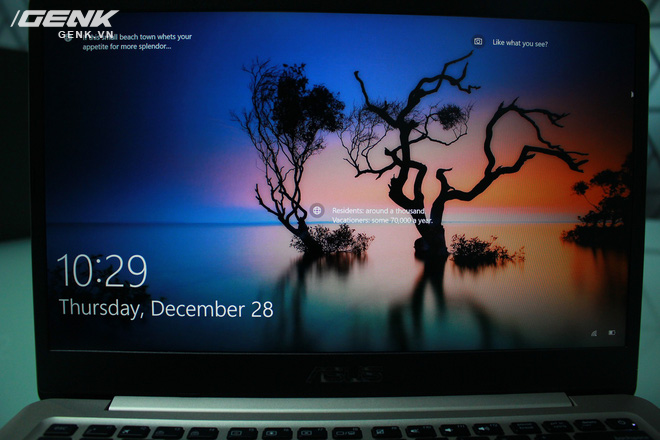 GENK
GENK.VN
small beach town whets your
appetite for more splendor...
Like what you see?
Residents: around a thousand.
Vacationers: some 70,000 a year.
10:29
Thursday, December 28
ASUS